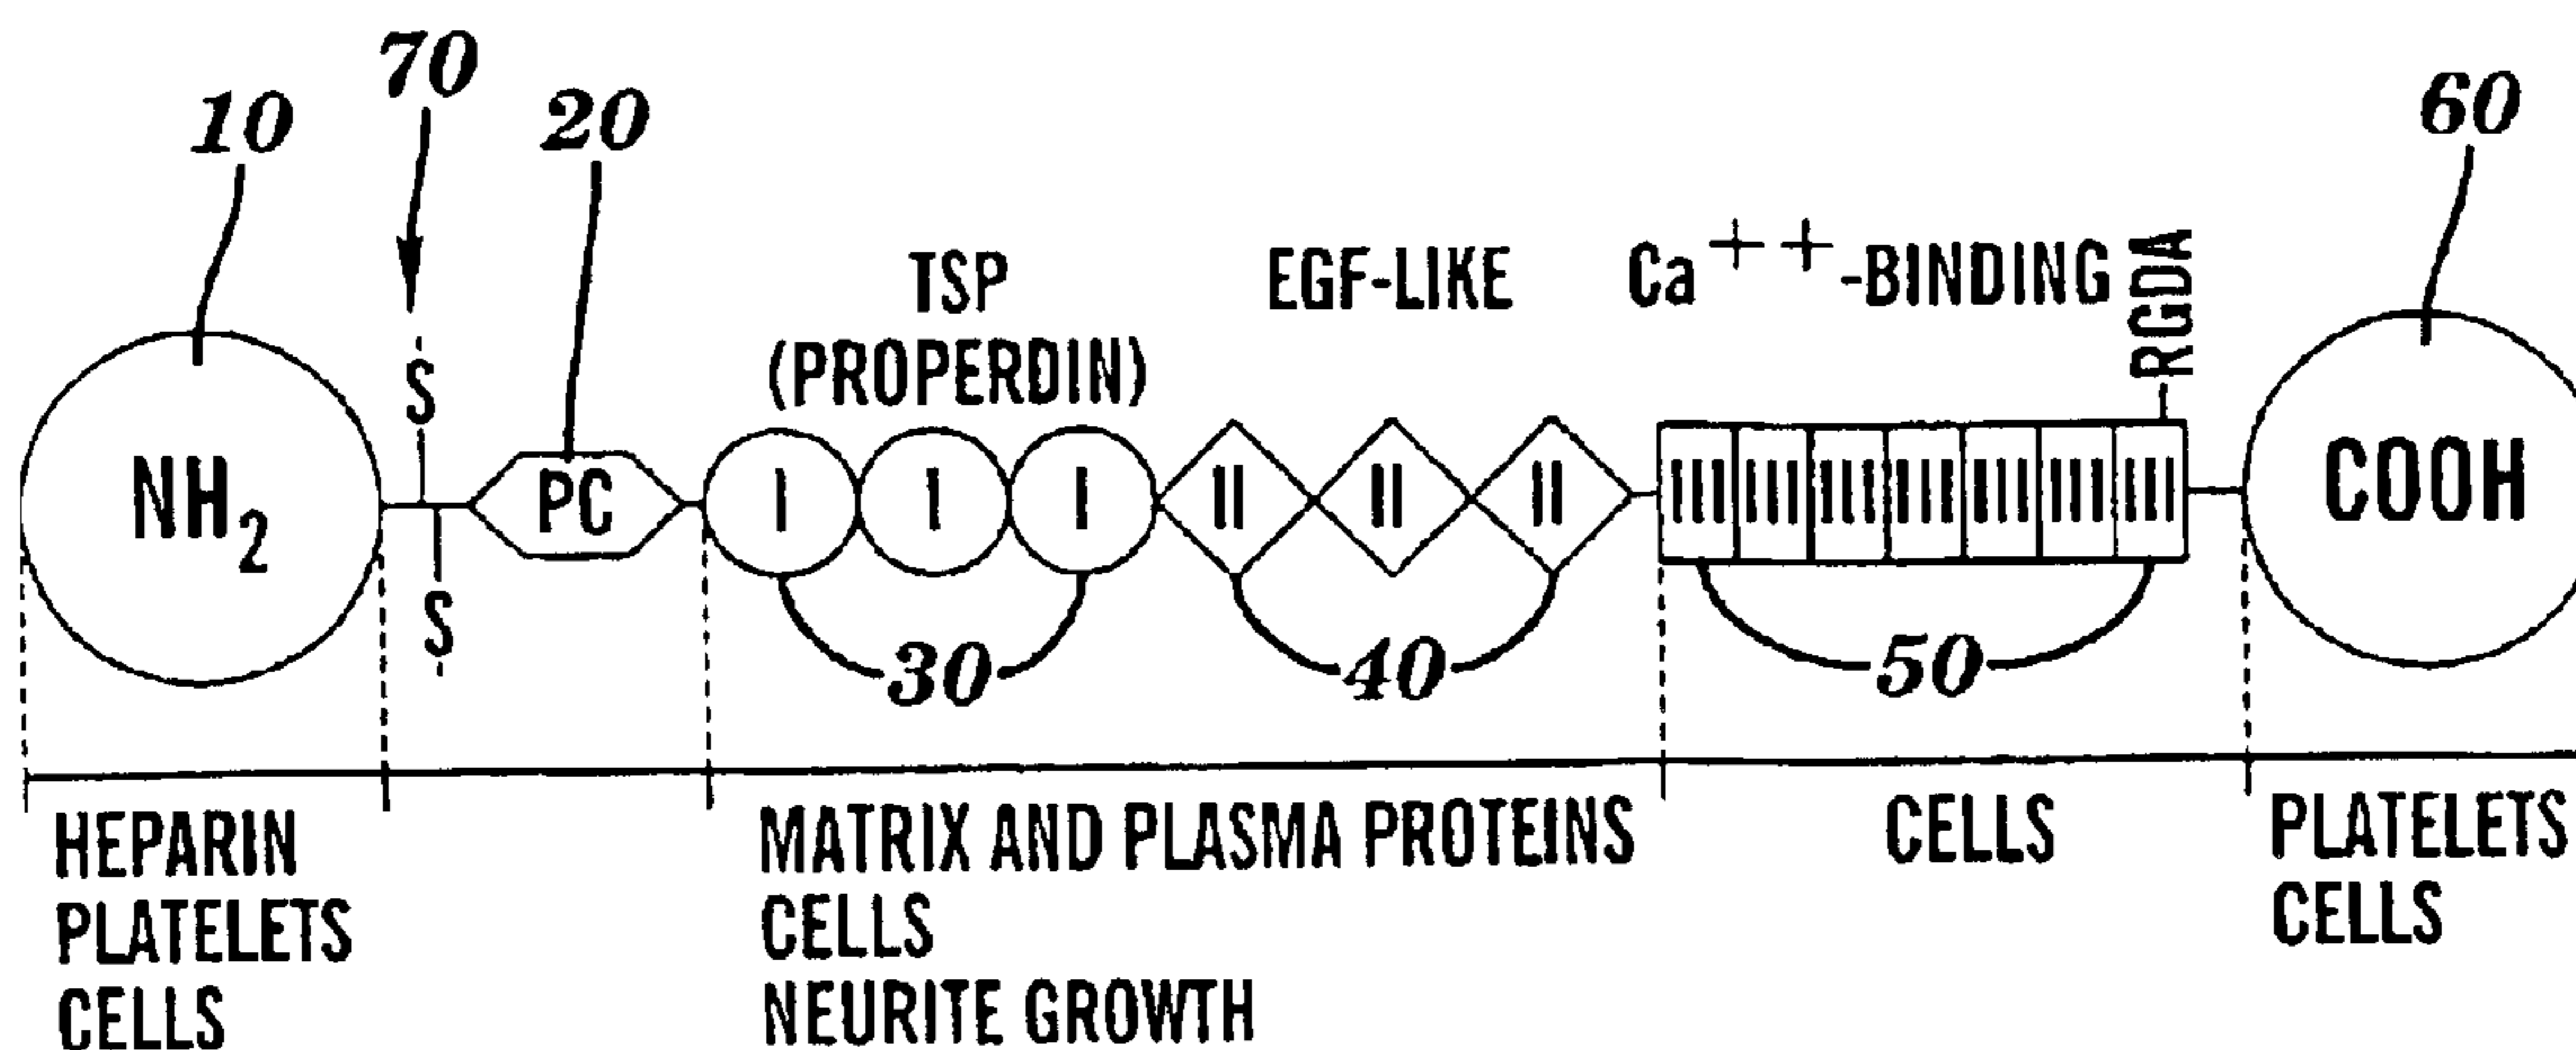 70
10
20
60
TSP
(PROPERDIN)
EGF-LIKE
Ca++-BINDING
RGDA
S
NH2
PC
I I I
II II II
III III III III III III III
COOH
S
30
40
50
HEPARIN
PLATELETS
CELLS
MATRIX AND PLASMA PROTEINS
CELLS
NEURITE GROWTH
CELLS
PLATELETS
CELLS